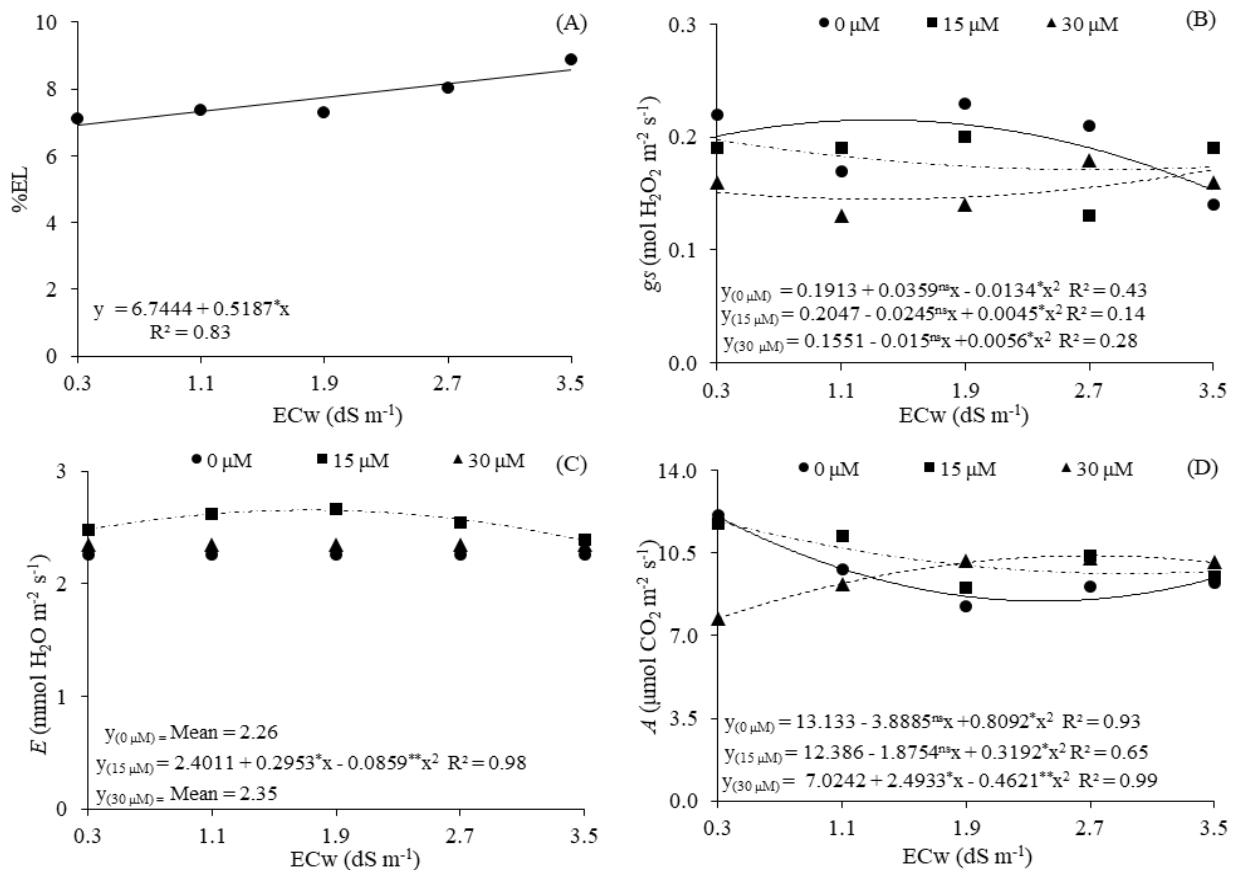 (A)
10
8
6
4
2
0
%EL
y = 6.7444 + 0.5187*x
R² = 0.83
0.3 1.1 1.9 2.7 3.5
ECw (dS m⁻¹)
(B)
● 0 μM ■ 15 μM ▲ 30 μM
0.3
0.2
0.1
0.0
gs (mol H₂O₂ m⁻² s⁻¹)
y(0 μM) = 0.1913 + 0.0359ⁿˢx - 0.0134*x² R² = 0.43
y(15 μM) = 0.2047 - 0.0245ⁿˢx + 0.0045*x² R² = 0.14
y(30 μM) = 0.1551 - 0.015ⁿˢx +0.0056*x² R² = 0.28
0.3 1.1 1.9 2.7 3.5
ECw (dS m⁻¹)
● 0 μM ■ 15 μM ▲ 30 μM (C)
3
2
1
0
E (mmol H₂O m⁻² s⁻¹)
y(0 μM) = Mean = 2.26
y(15 μM) = 2.4011 + 0.2953*x - 0.0859**x² R² = 0.98
y(30 μM) = Mean = 2.35
0.3 1.1 1.9 2.7 3.5
ECw (dS m⁻¹)
● 0 μM ■ 15 μM ▲ 30 μM (D)
14.0
10.5
7.0
3.5
0.0
A (μmol CO₂ m⁻² s⁻¹)
y(0 μM) = 13.133 - 3.8885ⁿˢx +0.8092*x² R² = 0.93
y(15 μM) = 12.386 - 1.8754ⁿˢx + 0.3192*x² R² = 0.65
y(30 μM) = 7.0242 + 2.4933*x - 0.4621**x² R² = 0.99
0.3 1.1 1.9 2.7 3.5
ECw (dS m⁻¹)